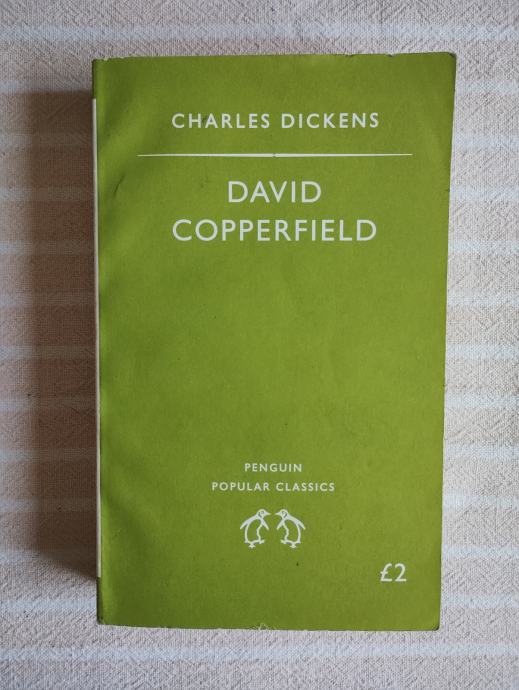 CHARLES DICKENS
DAVID
COPPERFIELD
PENGUIN
POPULAR CLASSICS
£2